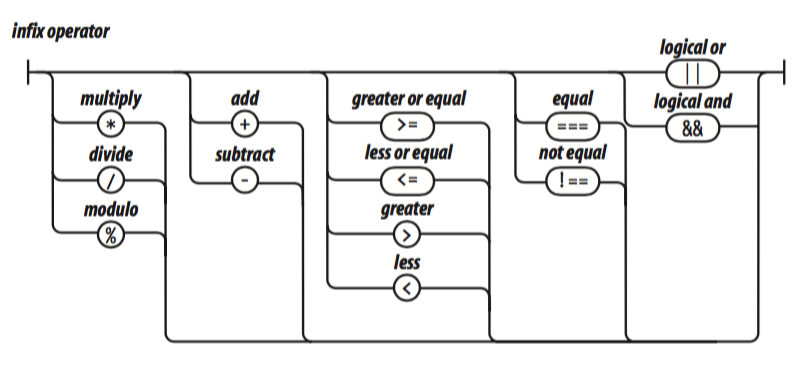 infix operator
multiply
*
divide
/
modulo
%
add
+
subtract
-
greater or equal
>=
less or equal
<=
greater
>
less
<
equal
===
not equal
!==
logical or
||
logical and
&&